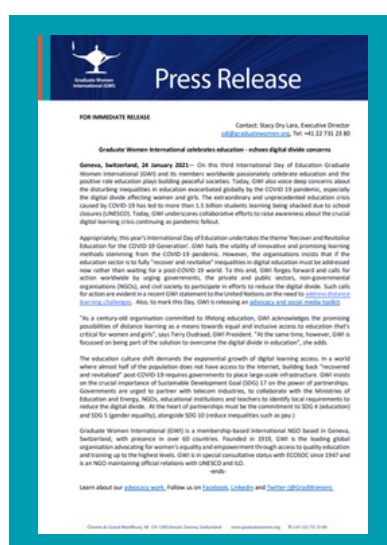 Graduate Women
International (GWI)
Press Release
FOR IMMEDIATE RELEASE
Contact: Stacy Dry Lara, Executive Director
sdl@graduatewomen.org, Tel: +41 22 731 23 80
Graduate Women International celebrates education - echoes digital divide concerns
Geneva, Switzerland, 24 January 2021— On this third International Day of Education Graduate
Women International (GWI) and its members worldwide passionately celebrate education and the
positive role education plays building peaceful societies. Today, GWI also voice deep concerns about
the disturbing inequalities in education exacerbated globally by the COVID 19 pandemic, especially
the digital divide affecting women and girls. The extraordinary and unprecedented education crisis
caused by COVID-19 has led to more than 1.5 billion students learning being shacked due to school
closures (UNESCO). Today, GWI underscores collaborative efforts to raise awareness about the crucial
digital learning crisis continuing as pandemic fallout.
Appropriately, this year's International Day of Education undertakes the theme 'Recover and Revitalise
Education for the COVID-19 Generation'. GWI hails the vitality of innovative and promising learning
methods stemming from the COVID-19 pandemic. However, the organisations insists that if the
education sector is to fully "recover and revitalise" inequalities in digital education must be addressed
now rather than waiting for a post-COVID 19 world. To this end, GWI forges forward and calls for
action worldwide by urging governments, the private and public sectors, non-governmental
organisations (NGOs), and civil society to participate in efforts to reduce the digital divide. Such calls
for action are evident in a recent GWI statement to the United Nations on the need to address distance
learning challenges. Also, to mark this Day, GWI is releasing an advocacy and social media toolkit.
"As a century-old organisation committed to lifelong education, GWI acknowledges the promising
possibilities of distance learning as a means towards equal and inclusive access to education that's
critical for women and girls", says Terry Oudraad, GWI President. "At the same time, however, GWI is
focused on being part of the solution to overcome the digital divide in education", she adds.
The education culture shift demands the exponential growth of digital learning access. In a world
where almost half of the population does not have access to the internet, building back "recovered
and revitalized" post-COVID-19 requires governments to place large-scale infrastructure. GWI insists
on the crucial importance of Sustainable Development Goal (SDG) 17 on the power of partnerships.
Governments are urged to partner with telecom industries, to collaborate with the Ministries of
Education and Energy, NGOs, educational institutions and teachers to identify local requirements to
reduce the digital divide. At the heart of partnerships must be the commitment to SDG 4 (education)
and SDG 5 (gender equality), alongside SDG 10 (reduce inequalities such as pay.)
Graduate Women International (GWI) is a membership-based international NGO based in Geneva,
Switzerland, with presence in over 60 countries. Founded in 1919, GWI is the leading global
organisation advocating for women's equality and empowerment through access to quality education
and training up to the highest levels. GWI is in special consultative status with ECOSOC since 1947 and
is an NGO maintaining official relations with UNESCO and ILO.
-ends-
Learn about our advocacy work. Follow us on Facebook, LinkedIn and Twitter (@GradWomen).